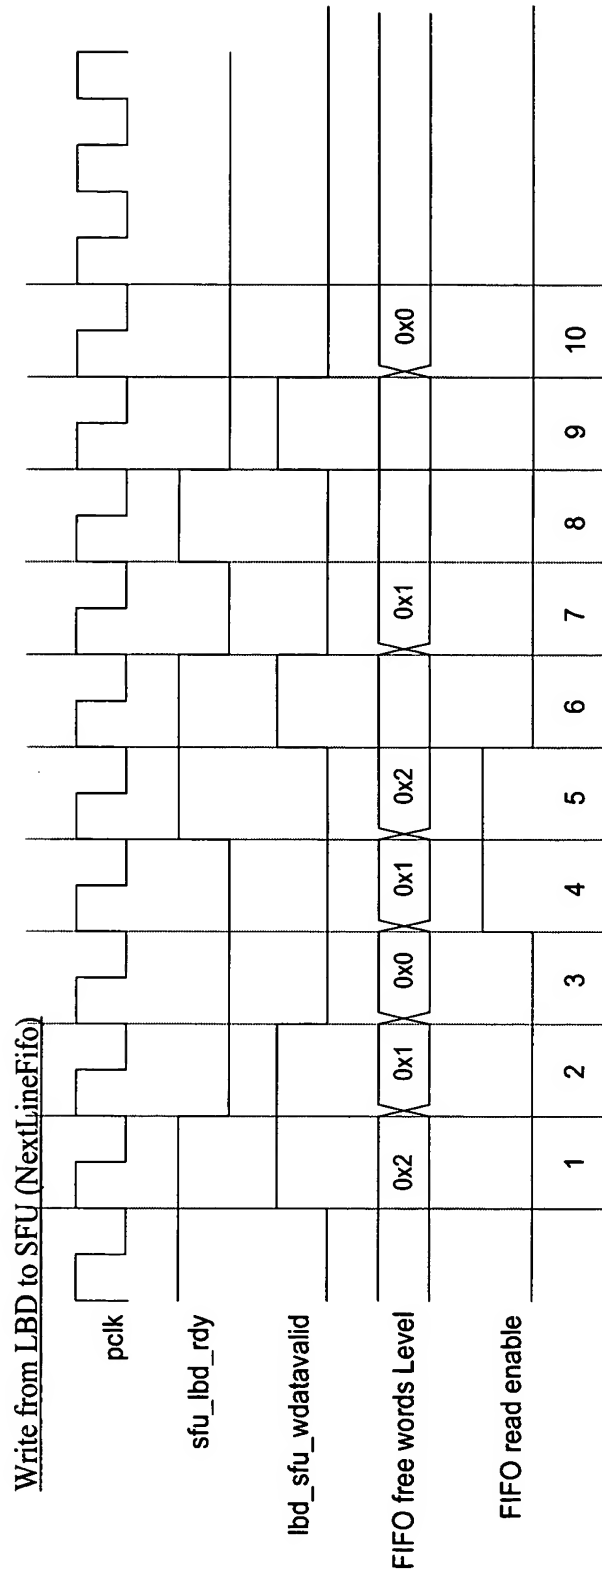 Write from LBD to SFU (NextLineFifo)
pclk
sfu_lbd_rdy
lbd_sfu_wdatavalid
FIFO free words Level
0x2 0x1 0x0 0x1 0x2 0x1 0x0
FIFO read enable
1 2 3 4 5 6 7 8 9 10